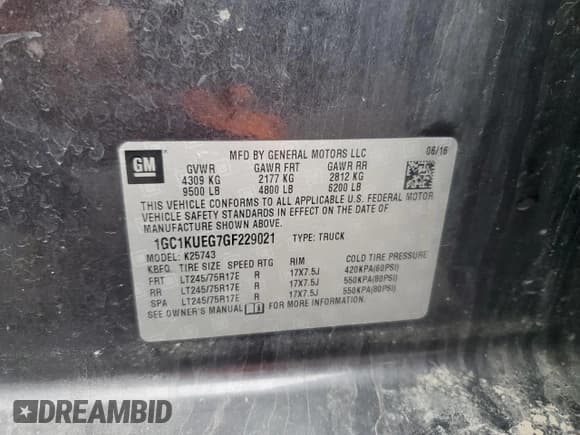 GM
MFD BY GENERAL MOTORS LLC
06/16
GVWR GAWR FRT GAWR RR
4309 KG 2177 KG 2812 KG
9500 LB 4800 LB 6200 LB
THIS VEHICLE CONFORMS TO ALL APPLICABLE U.S. FEDERAL MOTOR
VEHICLE SAFETY STANDARDS IN EFFECT ON THE DATE OF
MANUFACTURE SHOWN ABOVE.
1GC1KUEG7GF229021 TYPE: TRUCK
MODEL: K25743
KBEQ TIRE SIZE SPEED RTG RIM COLD TIRE PRESSURE
FRT LT245/75R17E R 17X7.5J 420KPA(60PSI)
RR LT245/75R17E R 17X7.5J 550KPA(80PSI)
SPA LT245/75R17E R 17X7.5J 550KPA(80PSI)
SEE OWNER'S MANUAL
DREAMBID